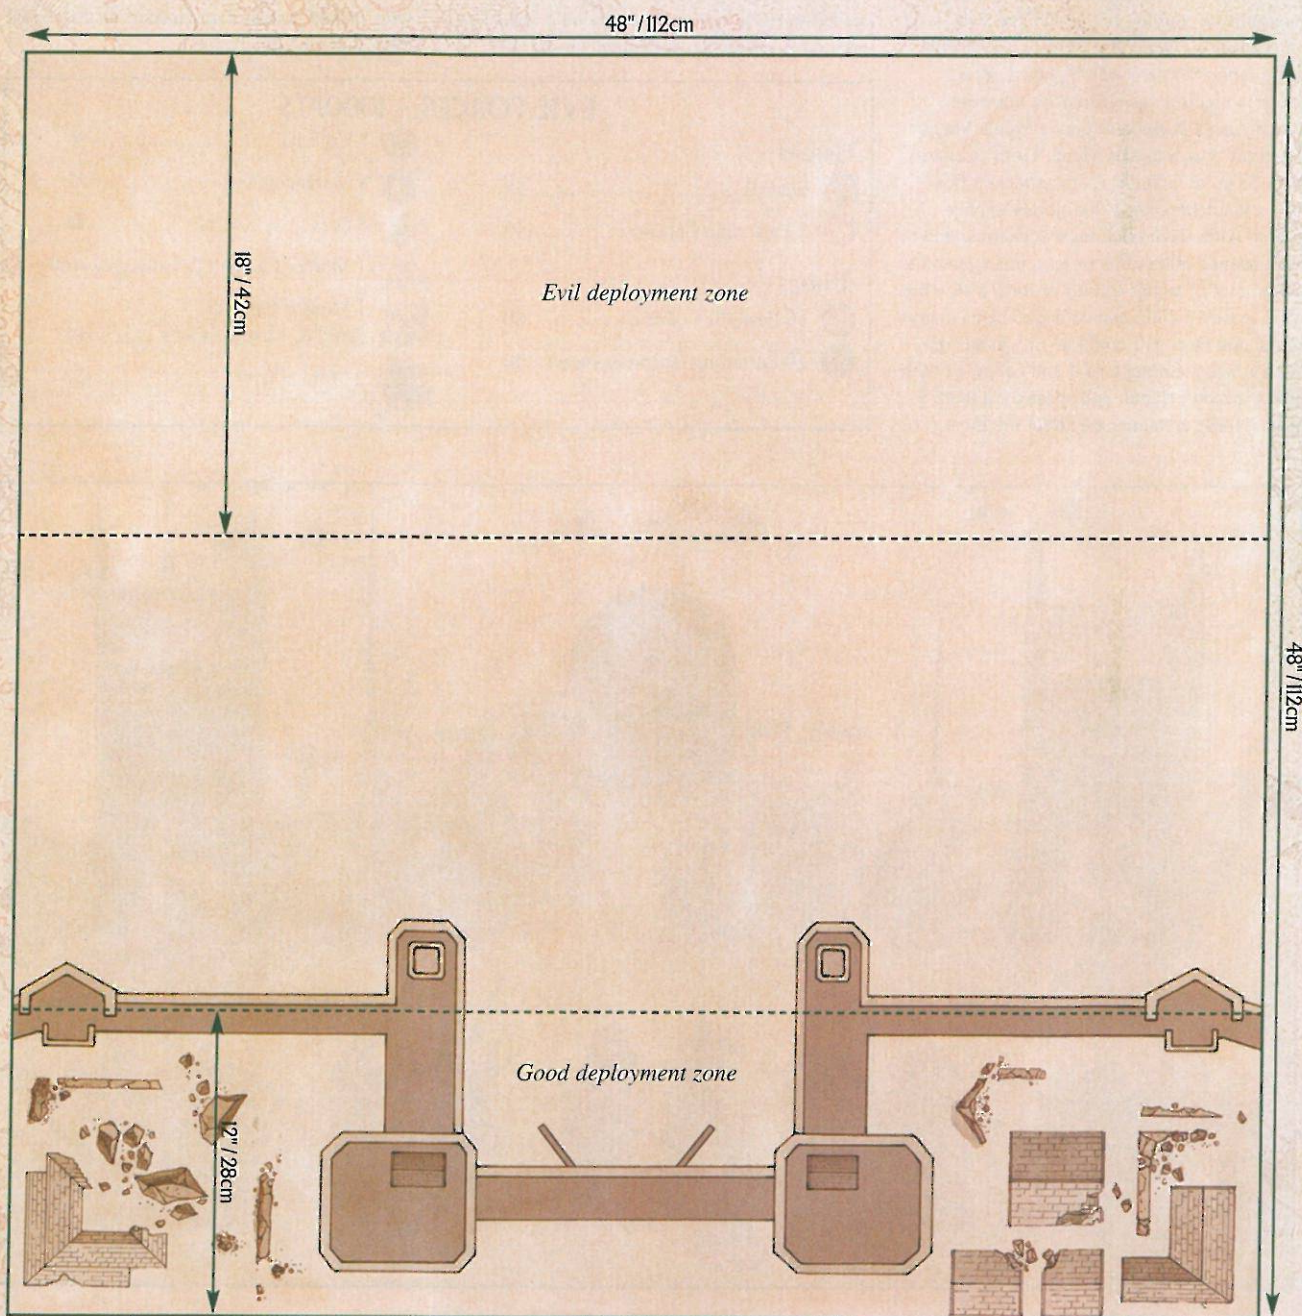 48"/112cm
18"/42cm
Evil deployment zone
48"/112cm
Good deployment zone
12"/28cm